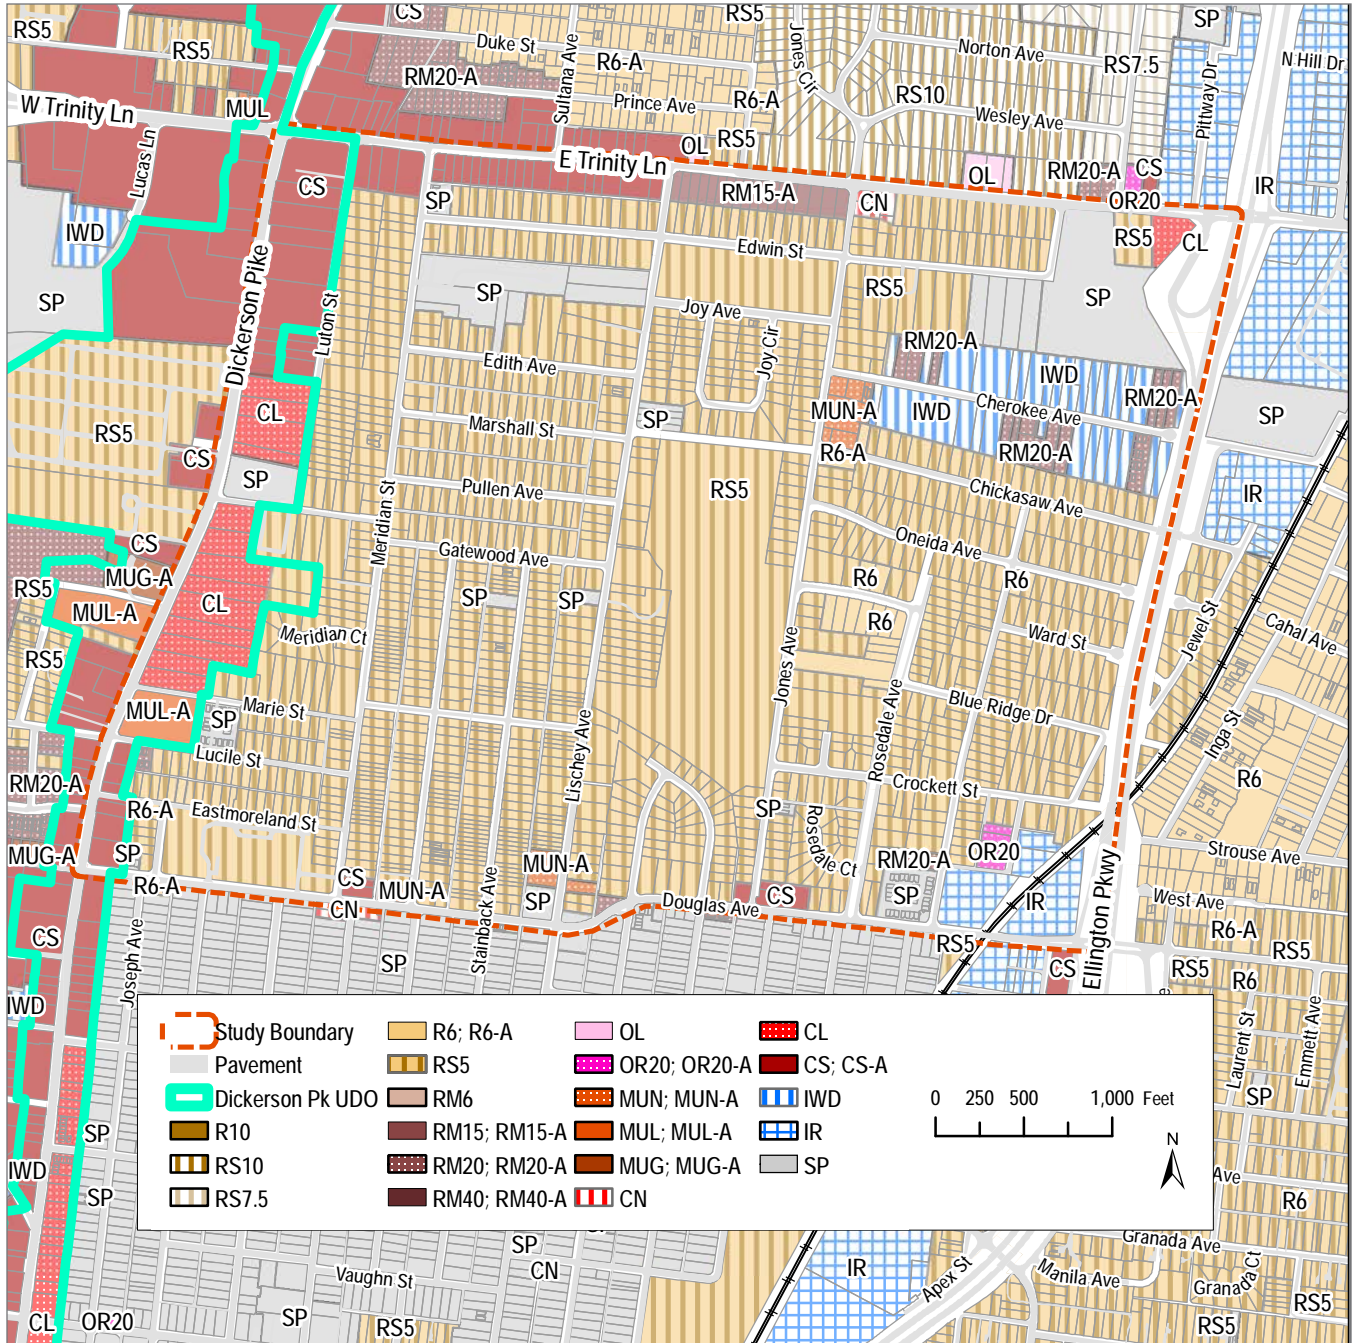 CS
RS5
SP
RS5
Duke St
Sultana Ave
Jones Cir
Norton Ave
N Hill Dr
RS5
R6-A
RS7.5
RM20-A
Pittway Dr
RS10
Prince Ave
R6-A
W Trinity Ln
MUL
Wesley Ave
RS5
E Trinity Ln
OL
Lucas Ln
OL
RM20-A
CS
IR
CS
RM15-A
SP
CN
OR20
IWD
RS5
CL
Edwin St
Dickerson Pike
SP
RS5
SP
SP
Luton St
Joy Ave
Joy Cir
RM20-A
Edith Ave
IWD
RM20-A
CL
MUN-A
IWD
Cherokee Ave
SP
SP
Marshall St
RS5
CS
R6-A
RM20-A
SP
Pullen Ave
RS5
Chickasaw Ave
IR
Meridian St
CS
Gatewood Ave
Oneida Ave
MUG-A
R6
R6
RS5
CL
SP
SP
MUL-A
R6
Jewel St
Cahal Ave
Meridian Ct
Ward St
RS5
Jones Ave
MUL-A
SP
Marie St
Rosedale Ave
Blue Ridge Dr
Inga St
Lischey Ave
Lucile St
RM20-A
Crockett St
R6
R6-A
Eastmoreland St
SP
Rosedale Ct
MUG-A
SP
OR20
Strouse Ave
RM20-A
MUN-A
CS
R6-A
MUN-A
SP
CS
SP
IR
West Ave
CN
Douglas Ave
Ellington Pkwy
R6-A
CS
Joseph Ave
Stainback Ave
RS5
RS5
SP
CS
RS5
R6
IWD
Laurent St
Emmett Ave
Study Boundary
Pavement
Dickerson Pk UDO
R10
RS10
RS7.5
R6; R6-A
RS5
RM6
RM15; RM15-A
RM20; RM20-A
RM40; RM40-A
OL
OR20; OR20-A
MUN; MUN-A
MUL; MUL-A
MUG; MUG-A
CN
CL
CS; CS-A
IWD
IR
SP
0 250 500 1,000 Feet
N
SP
SP
IWD
SP
Ave
R6
SP
Granada Ave
CN
IR
Vaughn St
Apex St
Manila Ave
Granada Ct
RS5
SP
CL
OR20
RS5
RS5